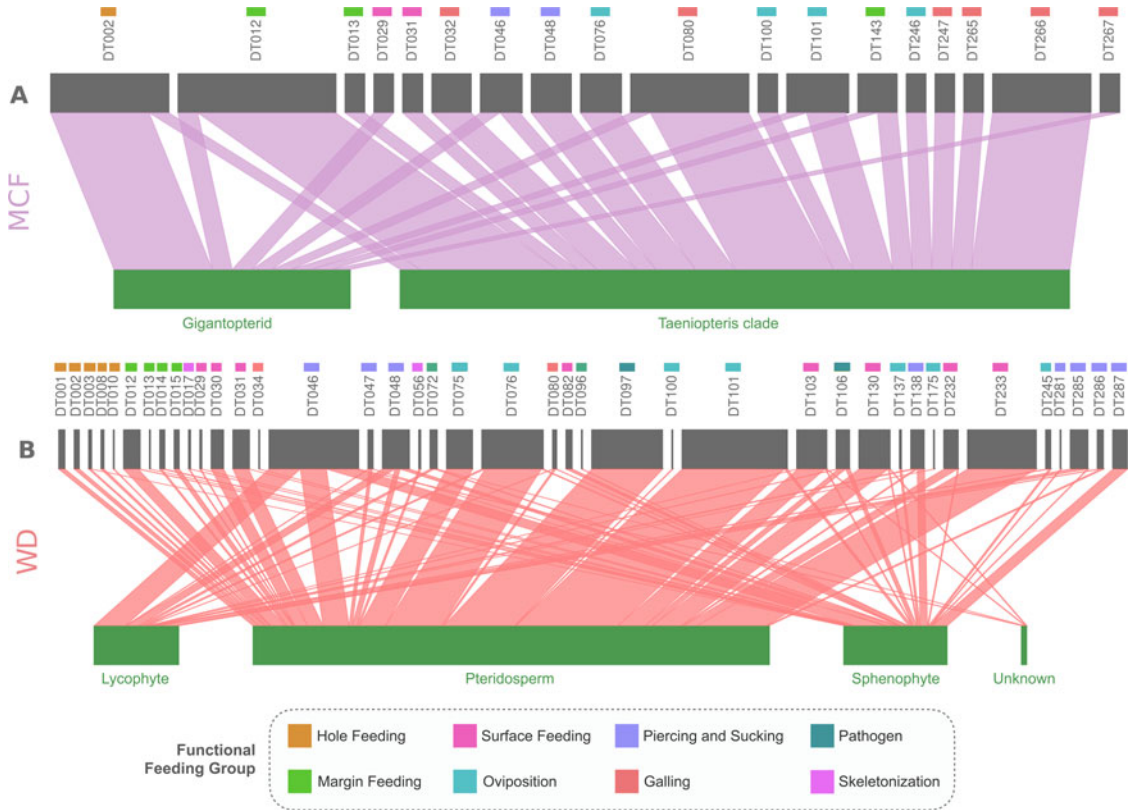 DT002
DT012
DT013
DT029
DT031
DT032
DT046
DT048
DT076
DT080
DT100
DT101
DT143
DT246
DT247
DT265
DT266
DT267
A
MCF
Gigantopterid
Taeniopteris clade
DT001
DT002
DT003
DT008
DT010
DT012
DT013
DT014
DT015
DT017
DT029
DT030
DT031
DT034
DT046
DT047
DT048
DT056
DT072
DT075
DT076
DT080
DT082
DT096
DT097
DT100
DT101
DT103
DT106
DT130
DT137
DT138
DT175
DT232
DT233
DT245
DT281
DT285
DT286
DT287
B
WD
Lycophyte
Pteridosperm
Sphenophyte
Unknown
Functional
Feeding Group
Hole Feeding
Surface Feeding
Piercing and Sucking
Pathogen
Margin Feeding
Oviposition
Galling
Skeletonization